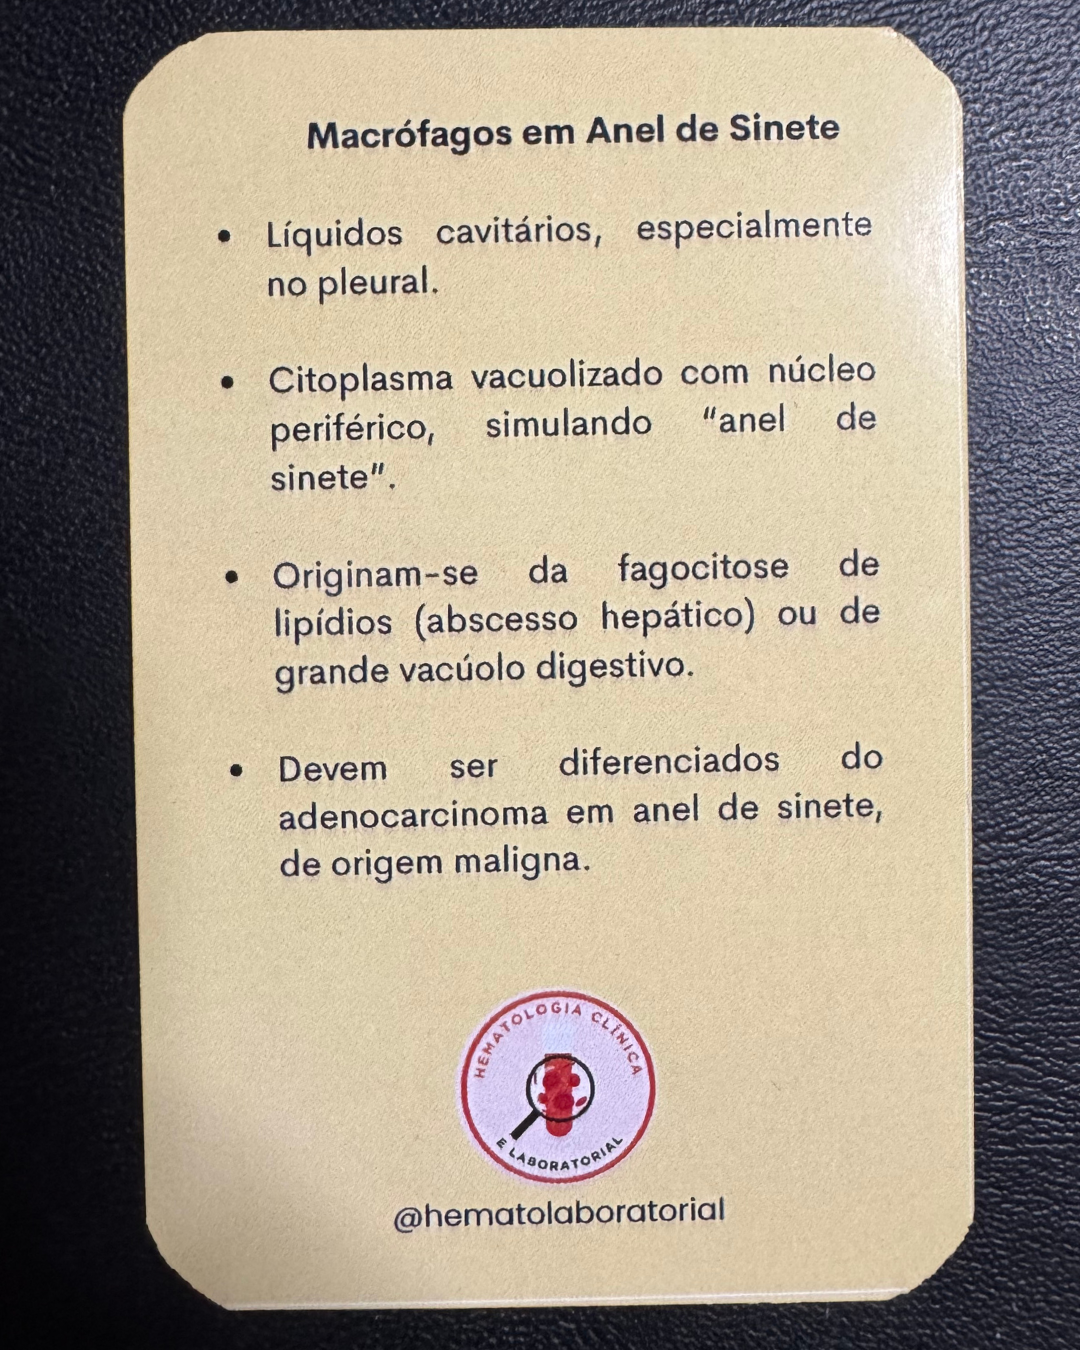 Macrófagos em Anel de Sinete
• Líquidos cavitários, especialmente
no pleural.
• Citoplasma vacuolizado com núcleo
periférico, simulando "anel de
sinete".
• Originam-se da fagocitose de
lipídios (abscesso hepático) ou de
grande vacúolo digestivo.
• Devem ser diferenciados do
adenocarcinoma em anel de sinete,
de origem maligna.
HEMATOLOGIA CLÍNICA
E LABORATORIAL
@hematolaboratorial